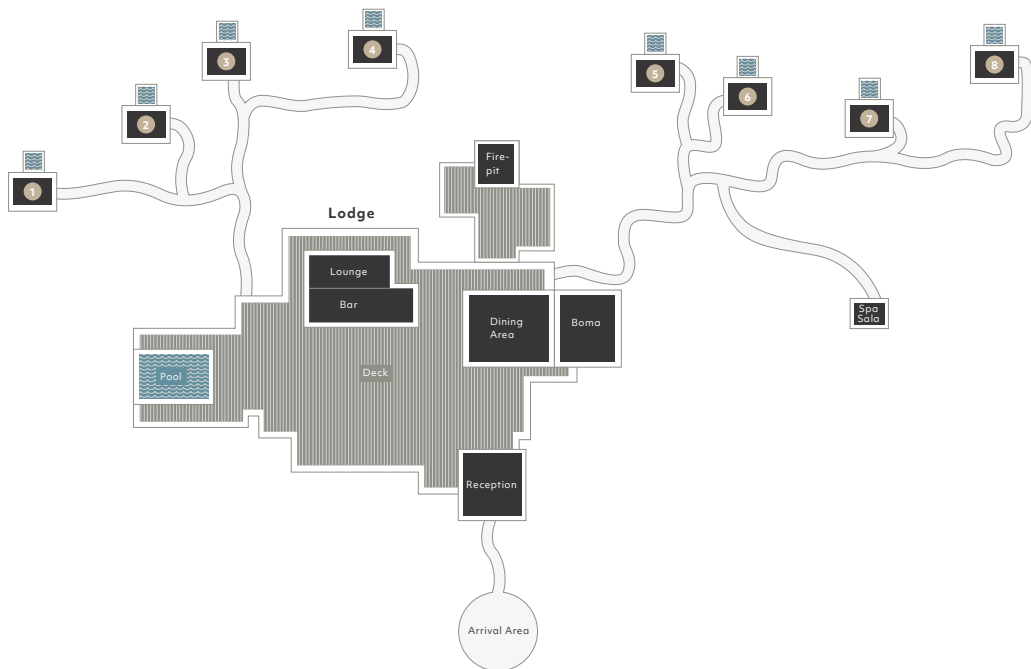 1
2
3
4
5
6
7
8
Fire-
pit
Lodge
Lounge
Bar
Dining
Area
Boma
Spa
Sala
Pool
Deck
Reception
Arrival Area